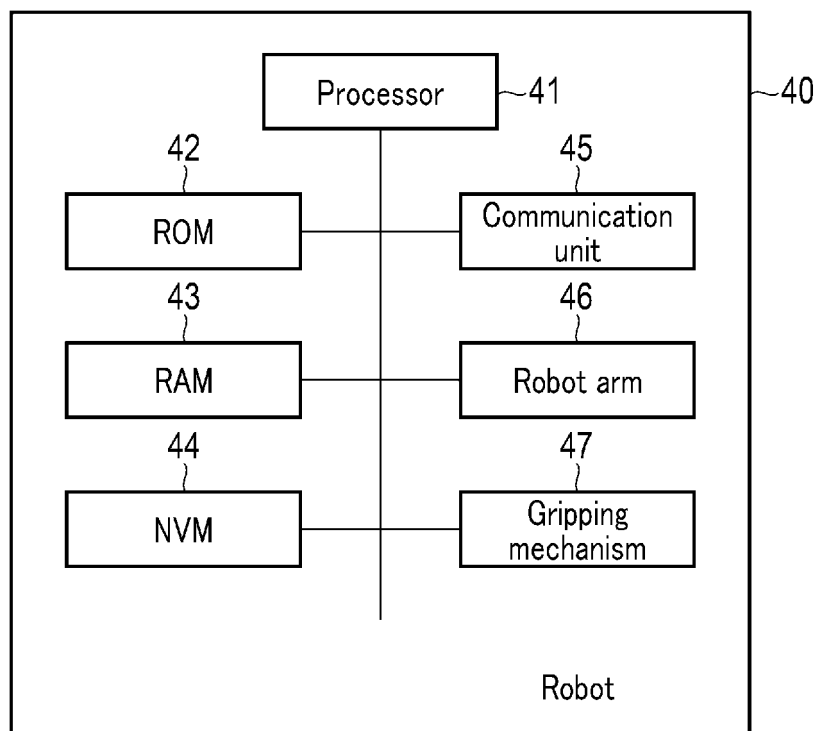 Processor
41
40
42
ROM
45
Communication
unit
43
RAM
46
Robot arm
44
NVM
47
Gripping
mechanism
Robot